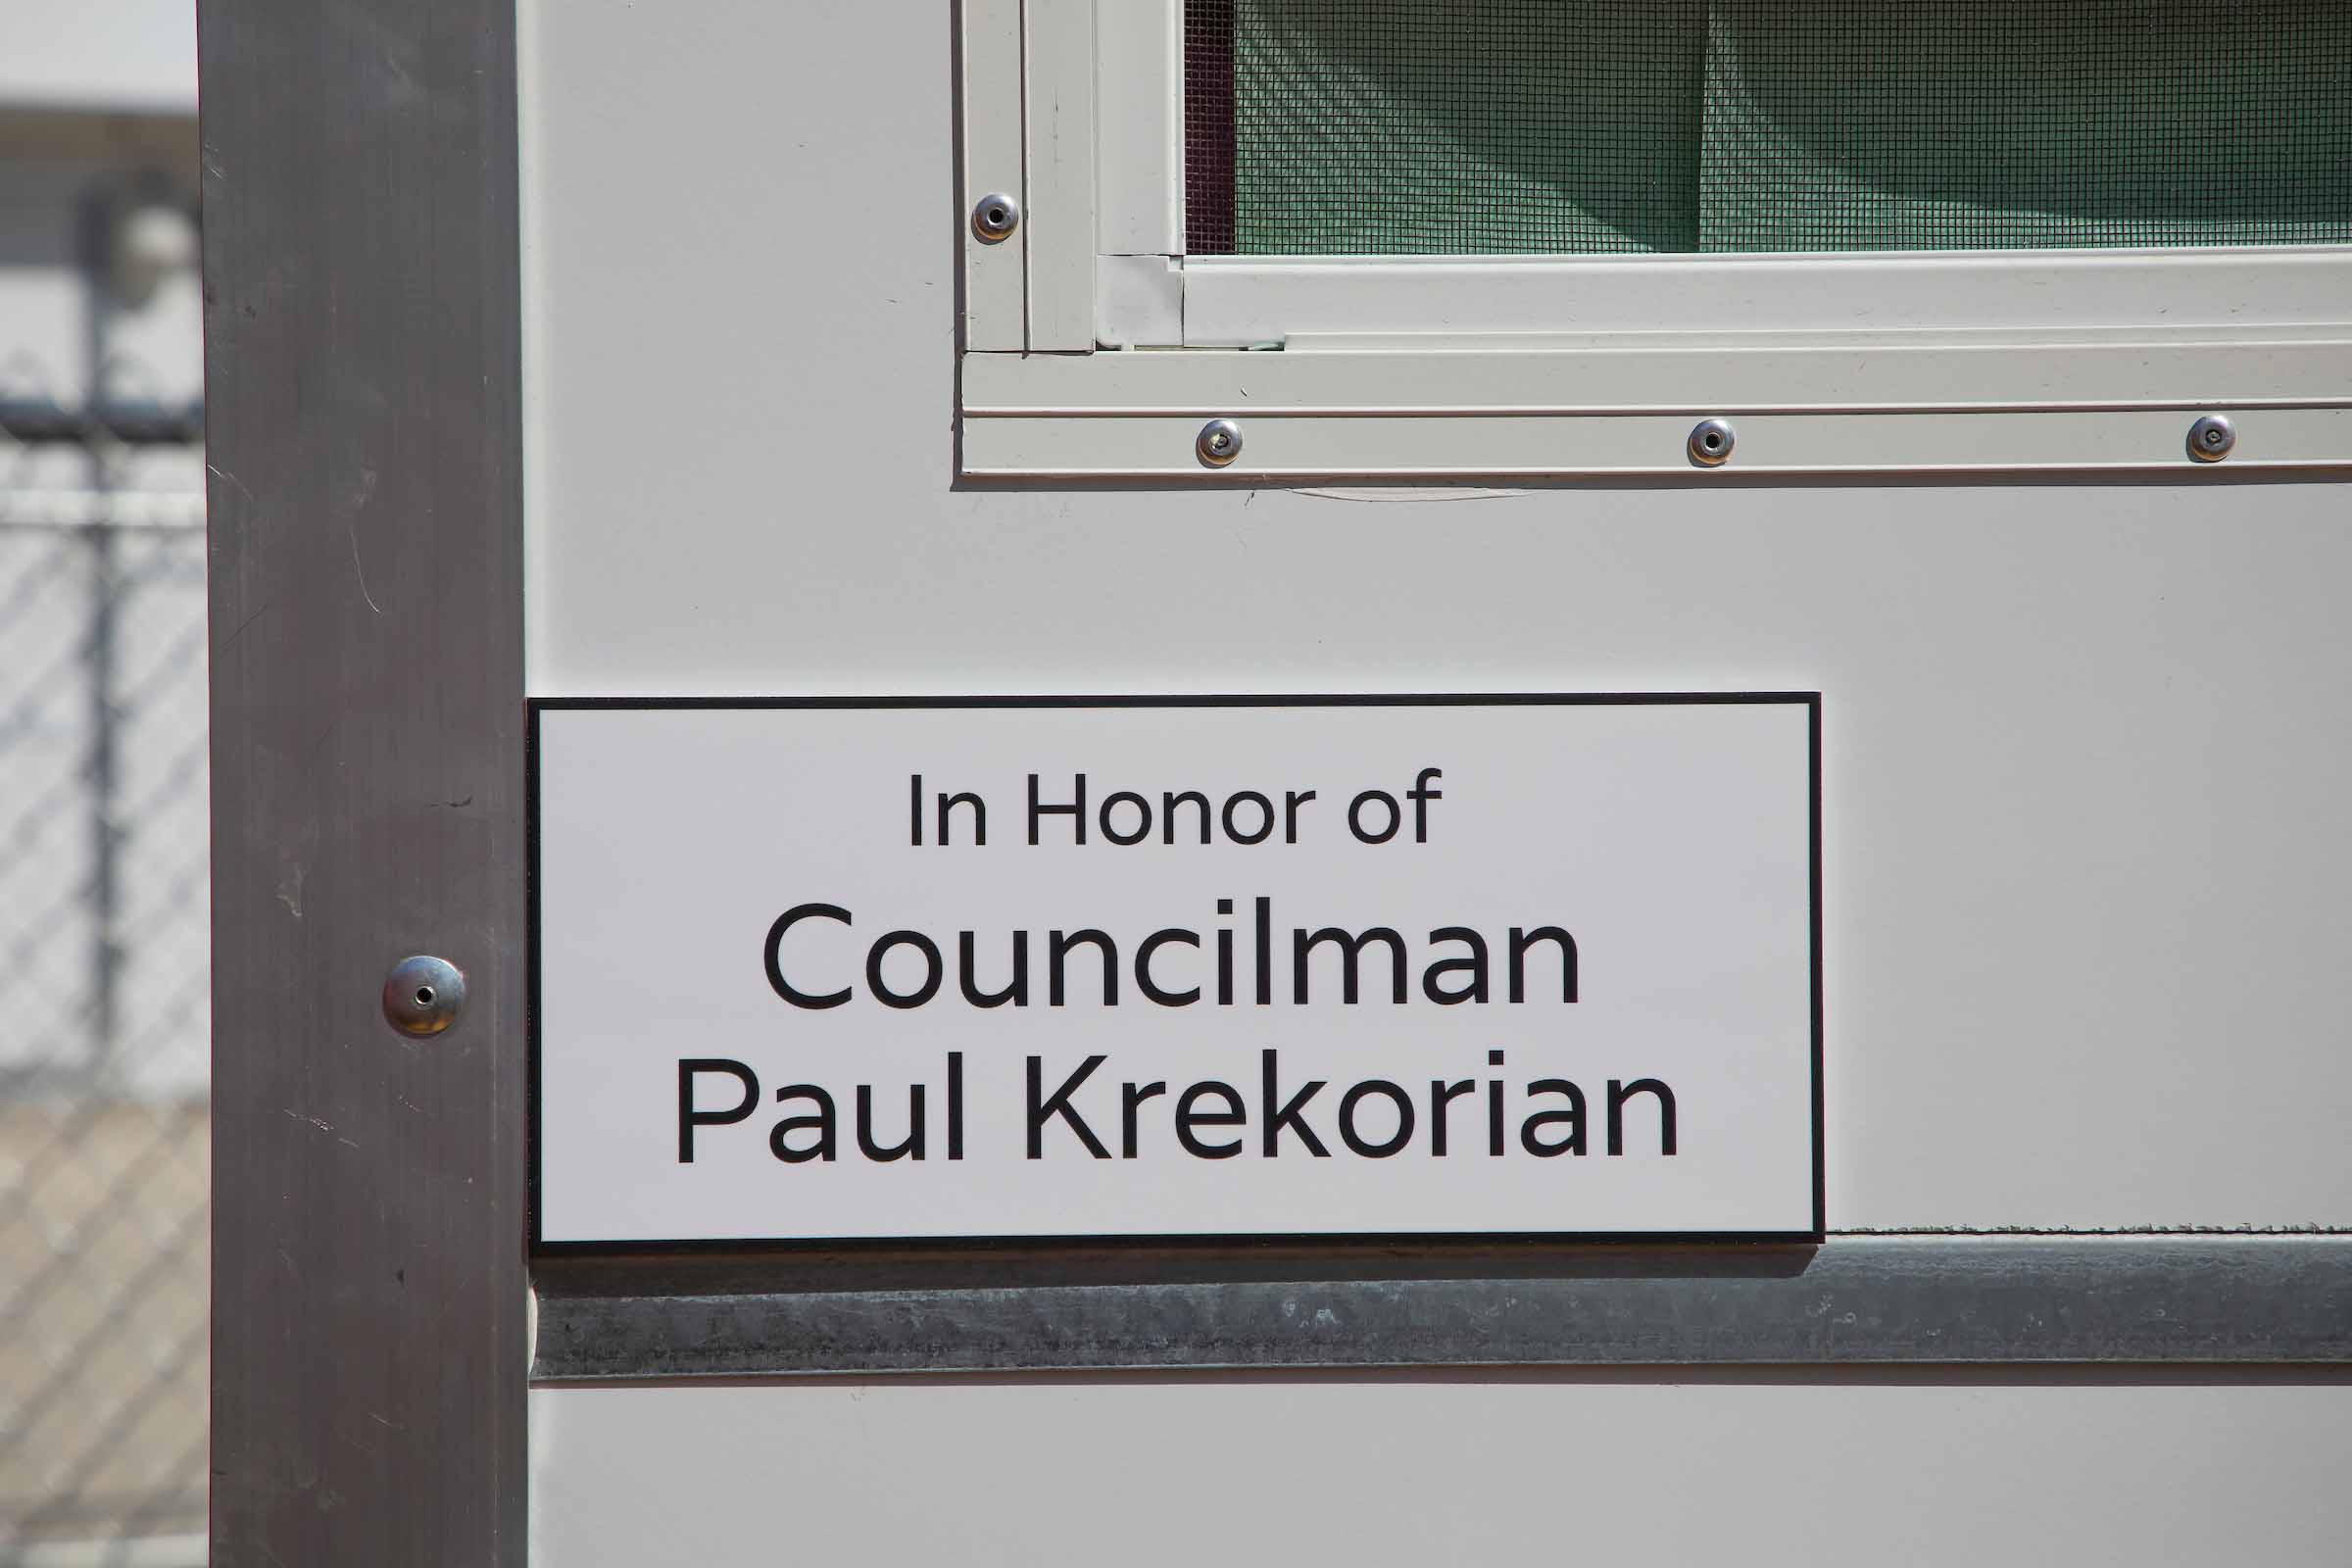 In Honor of
Councilman
Paul Krekorian